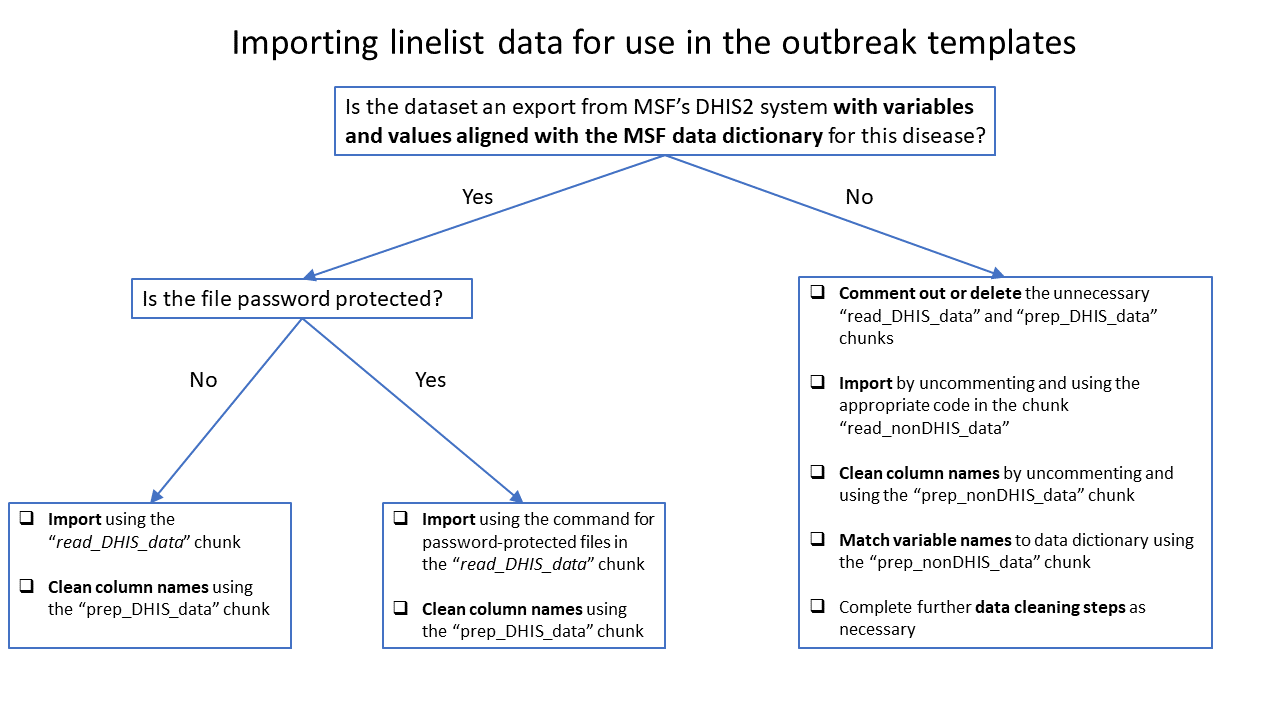 Importing linelist data for use in the outbreak templates
Is the dataset an export from MSF’s DHIS2 system with variables
and values aligned with the MSF data dictionary for this disease?
Yes
No
Is the file password protected?
No
Yes
Import using the
“read_DHIS_data” chunk
Clean column names using
the “prep_DHIS_data” chunk
Import using the command for
password-protected files in
the “read_DHIS_data” chunk
Clean column names using
the “prep_DHIS_data” chunk
Comment out or delete the unnecessary
“read_DHIS_data” and “prep_DHIS_data”
chunks
Import by uncommenting and using the
appropriate code in the chunk
“read_nonDHIS_data”
Clean column names by uncommenting and
using the “prep_nonDHIS_data” chunk
Match variable names to data dictionary using
the “prep_nonDHIS_data” chunk
Complete further data cleaning steps as
necessary